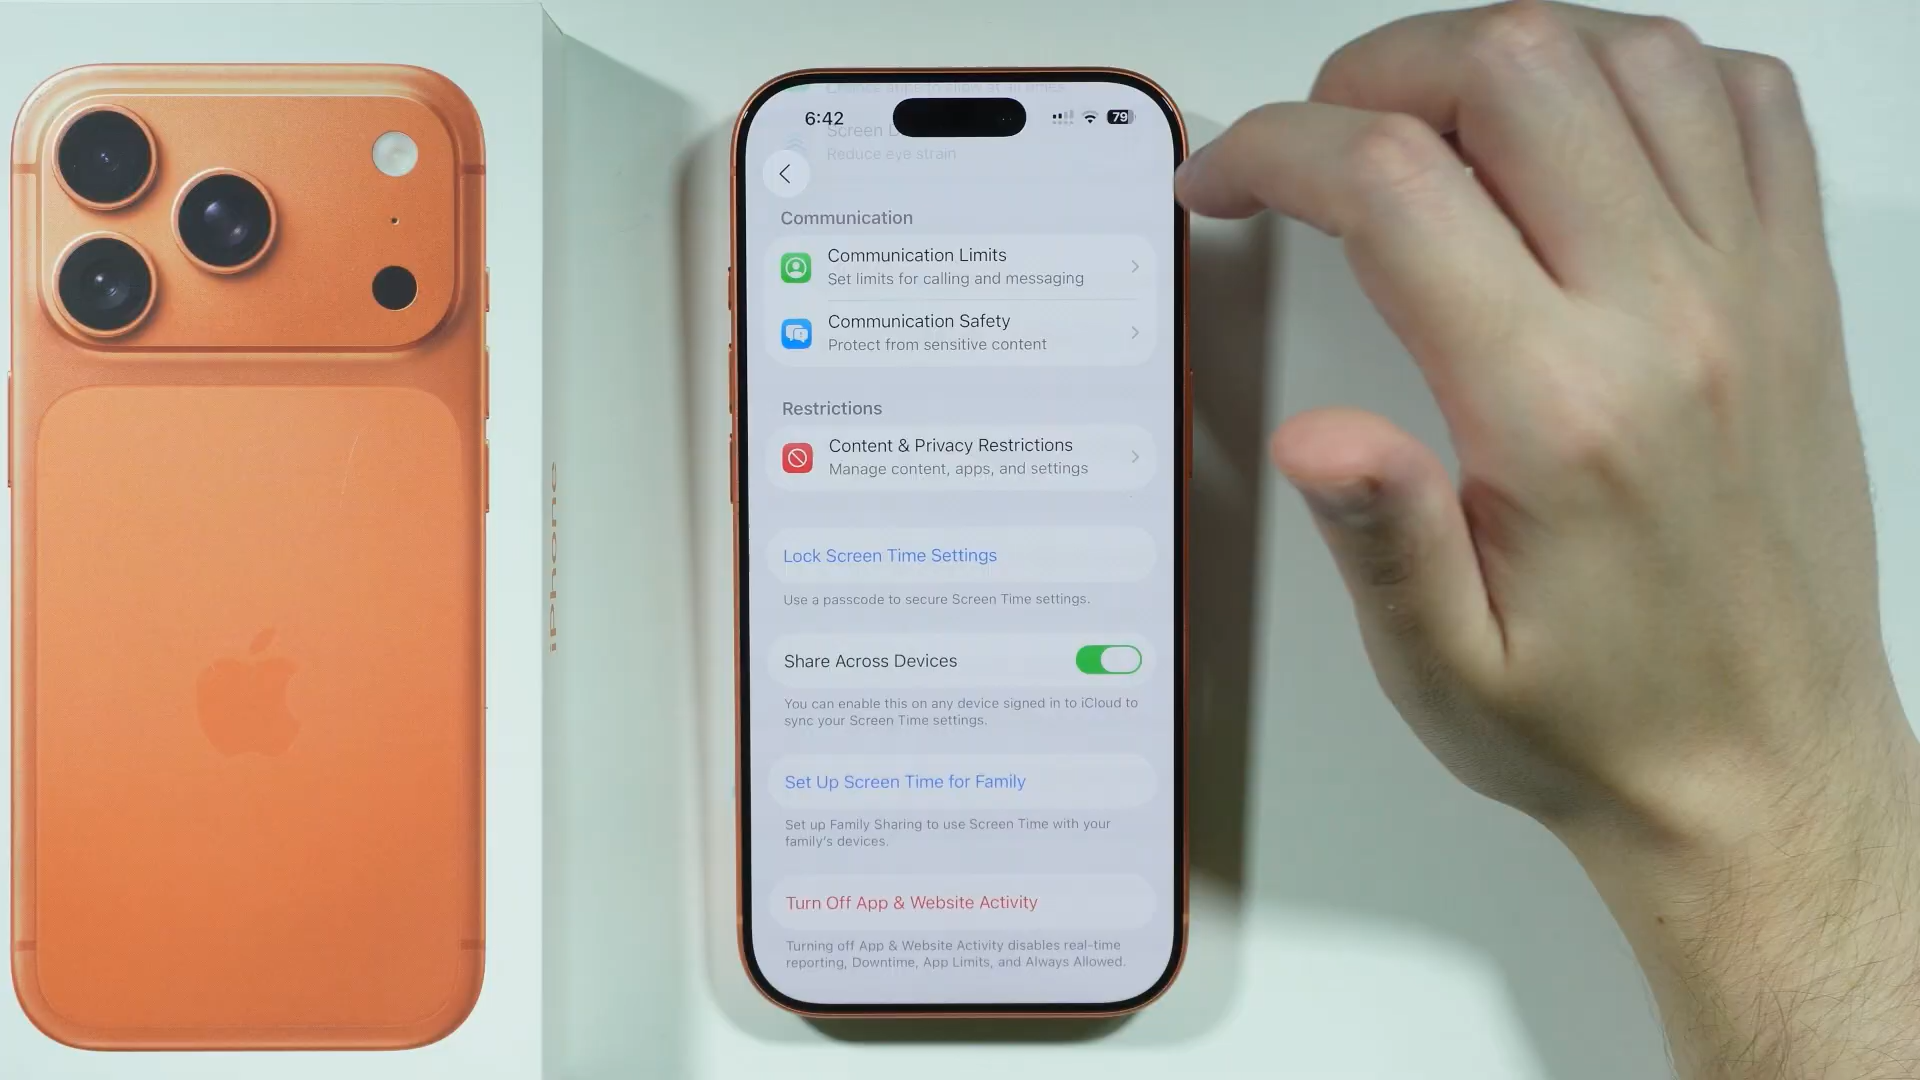 iPhone
6:42
79
Screen
Reduce eye strain
Communication
Communication Limits
Set limits for calling and messaging
Communication Safety
Protect from sensitive content
Restrictions
Content & Privacy Restrictions
Manage content, apps, and settings
Lock Screen Time Settings
Use a passcode to secure Screen Time settings.
Share Across Devices
You can enable this on any device signed in to iCloud to
sync your Screen Time settings.
Set Up Screen Time for Family
Set up Family Sharing to use Screen Time with your
family's devices.
Turn Off App & Website Activity
Turning off App & Website Activity disables real-time
reporting, Downtime, App Limits, and Always Allowed.